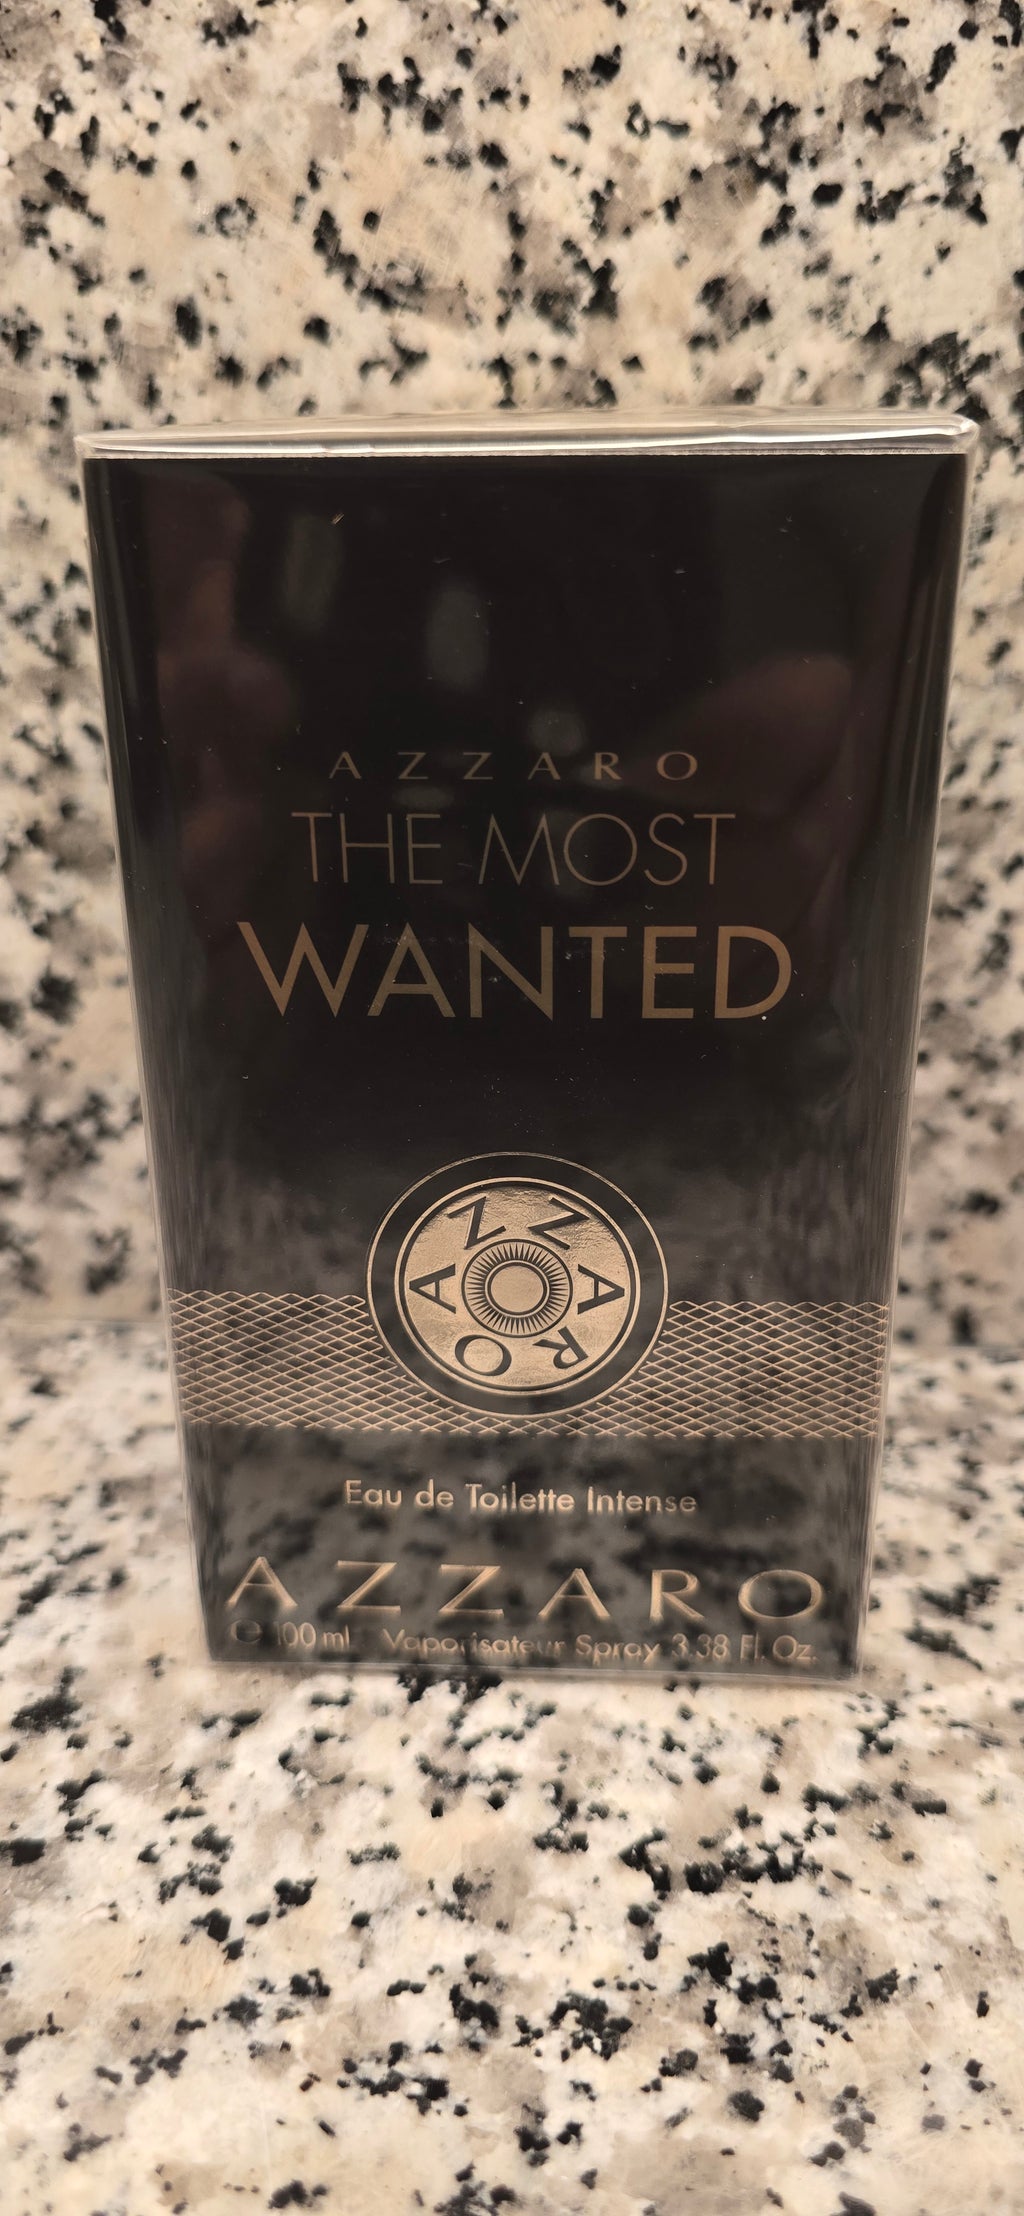 AZZARO
THE MOST
WANTED
AZZARO
Eau de Toilette Intense
AZZARO
℮ 100 ml Vaporisateur Spray 3.38 Fl. Oz.